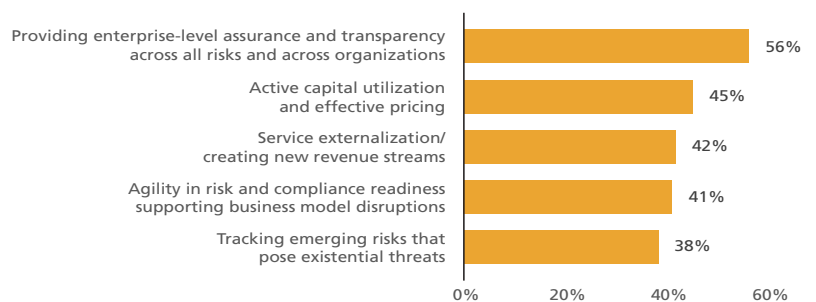 Providing enterprise-level assurance and transparency
across all risks and across organizations
56%
Active capital utilization
and effective pricing
45%
Service externalization/
creating new revenue streams
42%
Agility in risk and compliance readiness
supporting business model disruptions
41%
Tracking emerging risks that
pose existential threats
38%
0% 20% 40% 60%